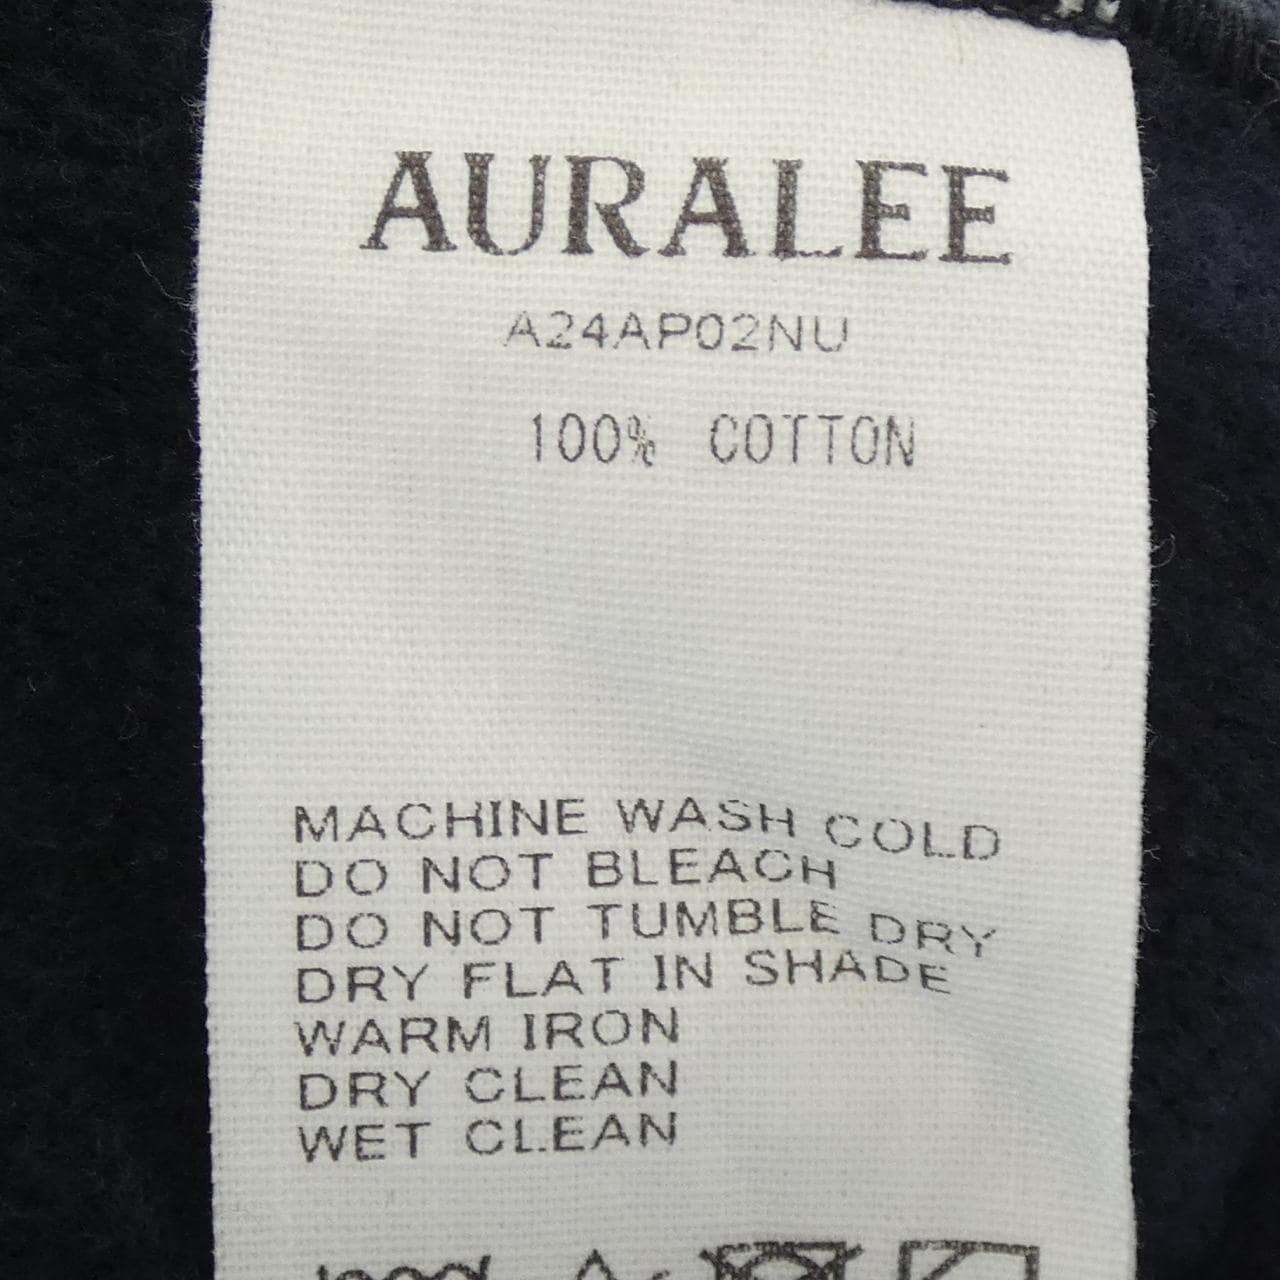 AURALEE
A24AP02NU
100% COTTON
MACHINE WASH COLD
DO NOT BLEACH
DO NOT TUMBLE DRY
DRY FLAT IN SHADE
WARM IRON
DRY CLEAN
WET CLEAN